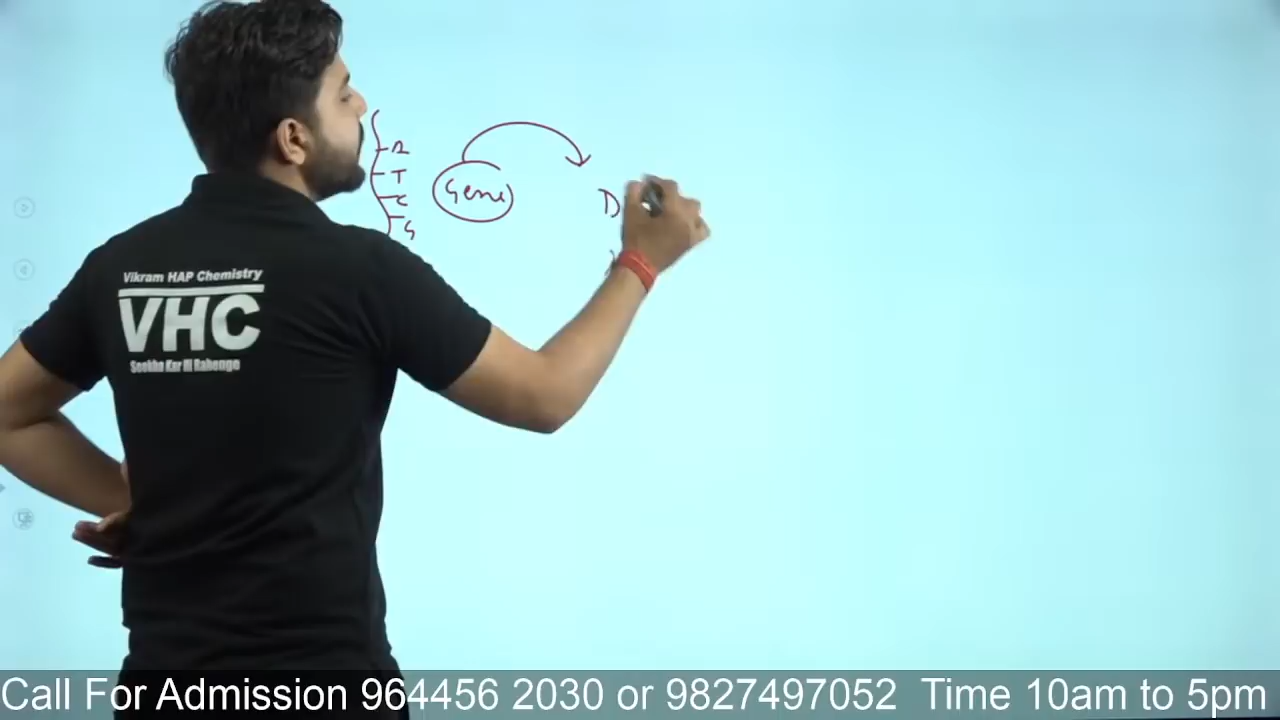 A
T
C
G
Gene
D
Vikram HAP Chemistry
VHC
Seekha Kar Hi Rahenge
Call For Admission 964456 2030 or 9827497052 Time 10am to 5pm